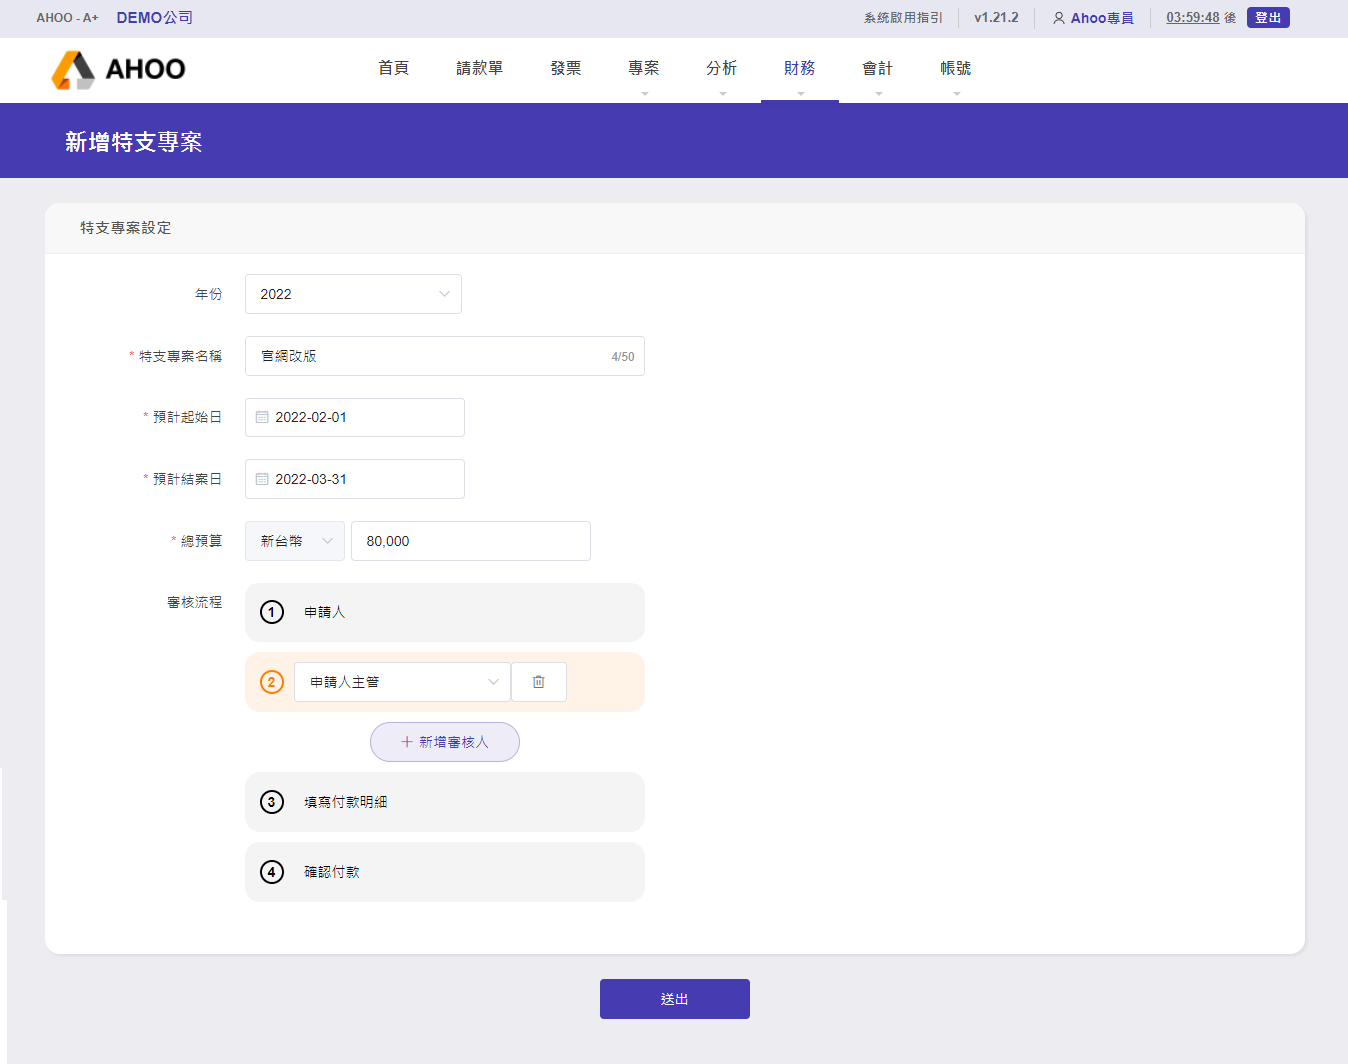 AHOO - A+ DEMO公司 系統啟用指引 v1.21.2 Ahoo專員 03:59:48 後 登出
AHOO 首頁 請款單 發票 專案 分析 財務 會計 帳號
新增特支專案
特支專案設定
年份 2022
* 特支專案名稱 官網改版 4/50
* 預計起始日 2022-02-01
* 預計結案日 2022-03-31
* 總預算 新台幣 80,000
審核流程 1 申請人
2 申請人主管
+ 新增審核人
3 填寫付款明細
4 確認付款
送出